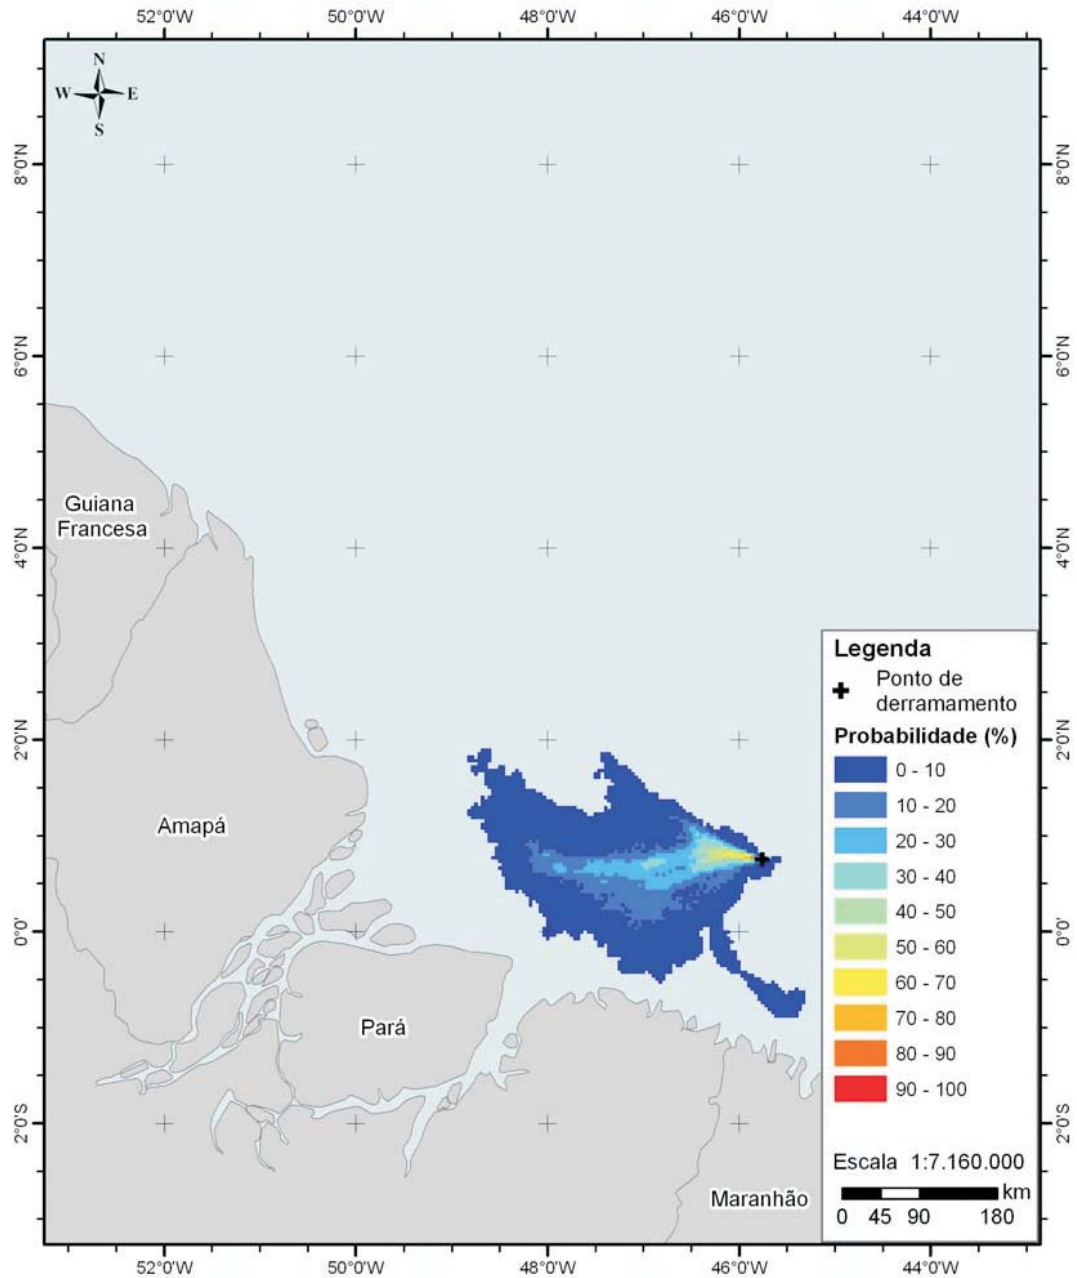 52°0'W 50°0'W 48°0'W 46°0'W 44°0'W
N
W E
S
8°0'N 8°0'N
6°0'N 6°0'N
Guiana
Francesa
4°0'N 4°0'N
Legenda
Ponto de
derramamento
Probabilidade (%)
2°0'N 2°0'N
0 - 10
10 - 20
Amapá
20 - 30
30 - 40
40 - 50
0°0' 0°0'
50 - 60
60 - 70
Pará
70 - 80
80 - 90
90 - 100
2°0'S 2°0'S
Escala 1:7.160.000
Maranhão
km
0 45 90 180
52°0'W 50°0'W 48°0'W 46°0'W 44°0'W